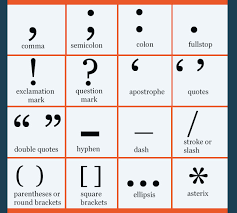 , ; : .
comma semicolon colon fullstop
! ? ’ ‘ ’
exclamation mark question mark apostrophe quotes
“ ” - – /
double quotes hyphen dash stroke or slash
( ) [ ] ... *
parentheses or round brackets square brackets ellipsis asterix